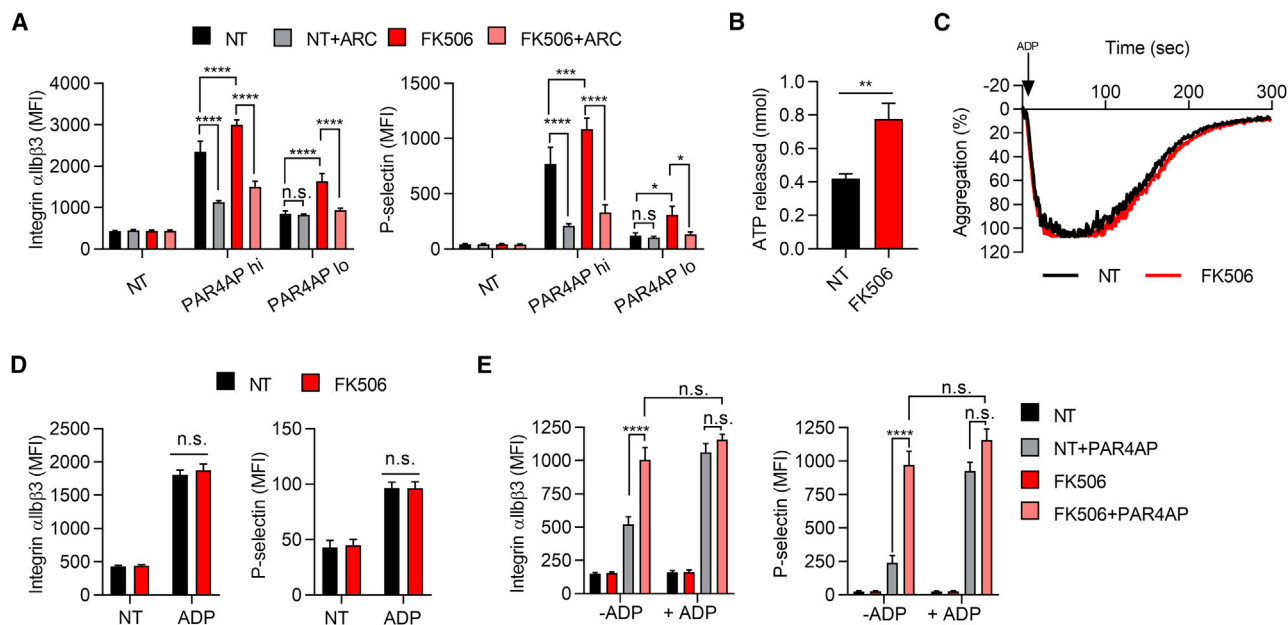 A
NT NT+ARC FK506 FK506+ARC
Integrin αIIbβ3 (MFI)
4000
3000
2000
1000
0
****
****
****
****
n.s.
****
NT
PAR4AP hi
PAR4AP lo
P-selectin (MFI)
1500
1000
500
0
***
****
****
*
n.s
*
NT
PAR4AP hi
PAR4AP lo
B
ATP released (nmol)
1.0
0.8
0.6
0.4
0.2
0.0
**
NT
FK506
C
ADP
Time (sec)
100 200 300
Aggregation (%)
-20
0
20
40
60
80
100
120
NT FK506
D
NT FK506
Integrin αIIbβ3 (MFI)
2500
2000
1500
1000
500
0
n.s.
NT ADP
P-selectin (MFI)
150
100
50
0
n.s.
NT ADP
E
Integrin αIIbβ3 (MFI)
1250
1000
750
500
250
0
n.s.
****
n.s.
-ADP + ADP
P-selectin (MFI)
1250
1000
750
500
250
0
n.s.
****
n.s.
-ADP + ADP
NT
NT+PAR4AP
FK506
FK506+PAR4AP